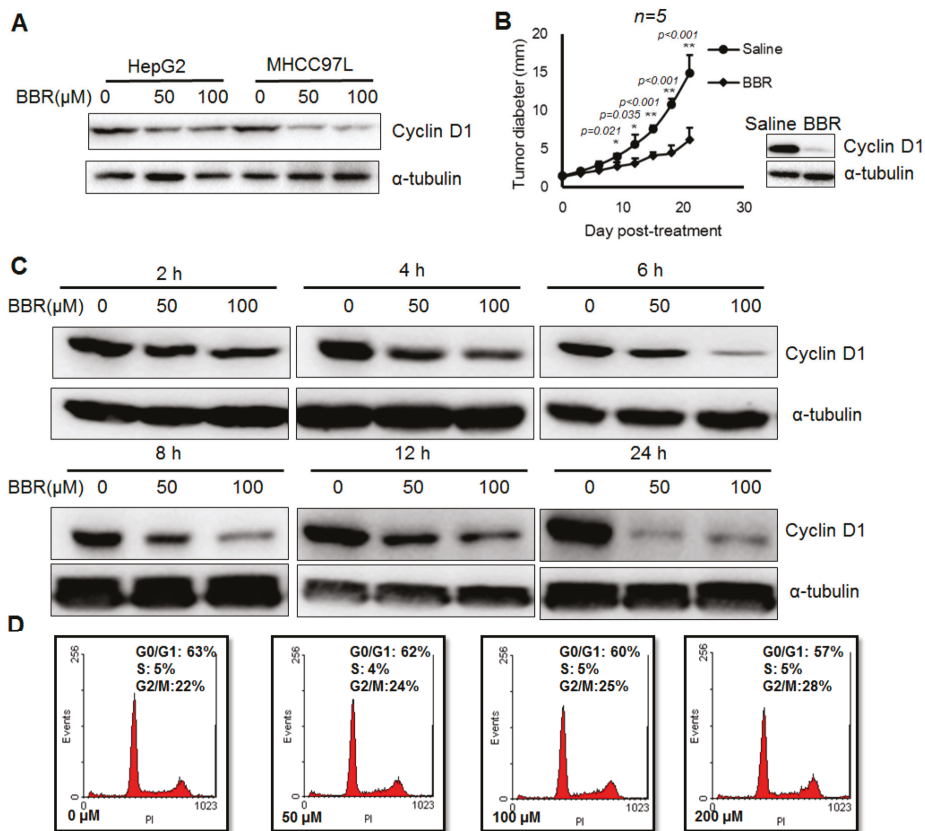 A
HepG2 MHCC97L
BBR(µM) 0 50 100 0 50 100
Cyclin D1
α-tubulin
B
n=5
Tumor diabeter (mm)
20
15
10
5
0
0 10 20 30
Day post-treatment
p=0.021
*
p=0.035
*
p<0.001
**
p<0.001
**
p<0.001
**
Saline
BBR
Saline BBR
Cyclin D1
α-tubulin
C
2 h 4 h 6 h
BBR(µM) 0 50 100 0 50 100 0 50 100
Cyclin D1
α-tubulin
8 h 12 h 24 h
BBR(µM) 0 50 100 0 50 100 0 50 100
Cyclin D1
α-tubulin
D
256
Events
0
G0/G1: 63%
S: 5%
G2/M:22%
0 1023
0 µM PI
256
Events
0
G0/G1: 62%
S: 4%
G2/M:24%
0 1023
50 µM PI
256
Events
0
G0/G1: 60%
S: 5%
G2/M:25%
0 1023
100 µM PI
256
Events
0
G0/G1: 57%
S: 5%
G2/M:28%
0 1023
200 µM PI